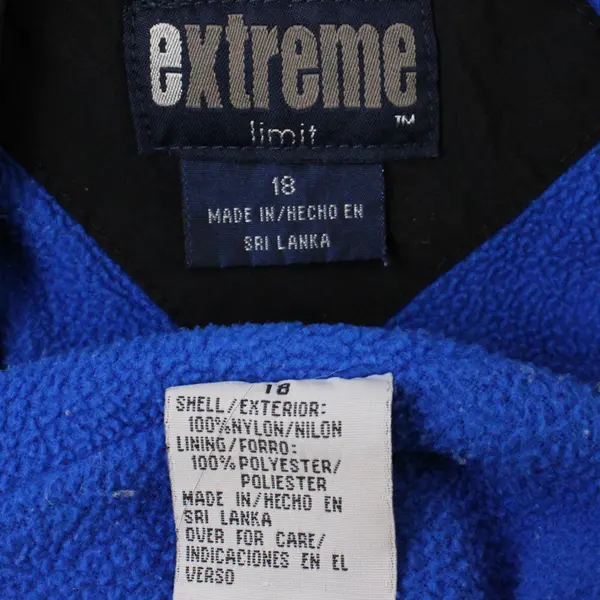 extreme
limit
™
18
MADE IN/HECHO EN
SRI LANKA
18
SHELL/EXTERIOR:
100%NYLON/NILON
LINING/FORRO:
100%POLYESTER/
POLIESTER
MADE IN/HECHO EN
SRI LANKA
OVER FOR CARE/
INDICACIONES EN EL
VERSO